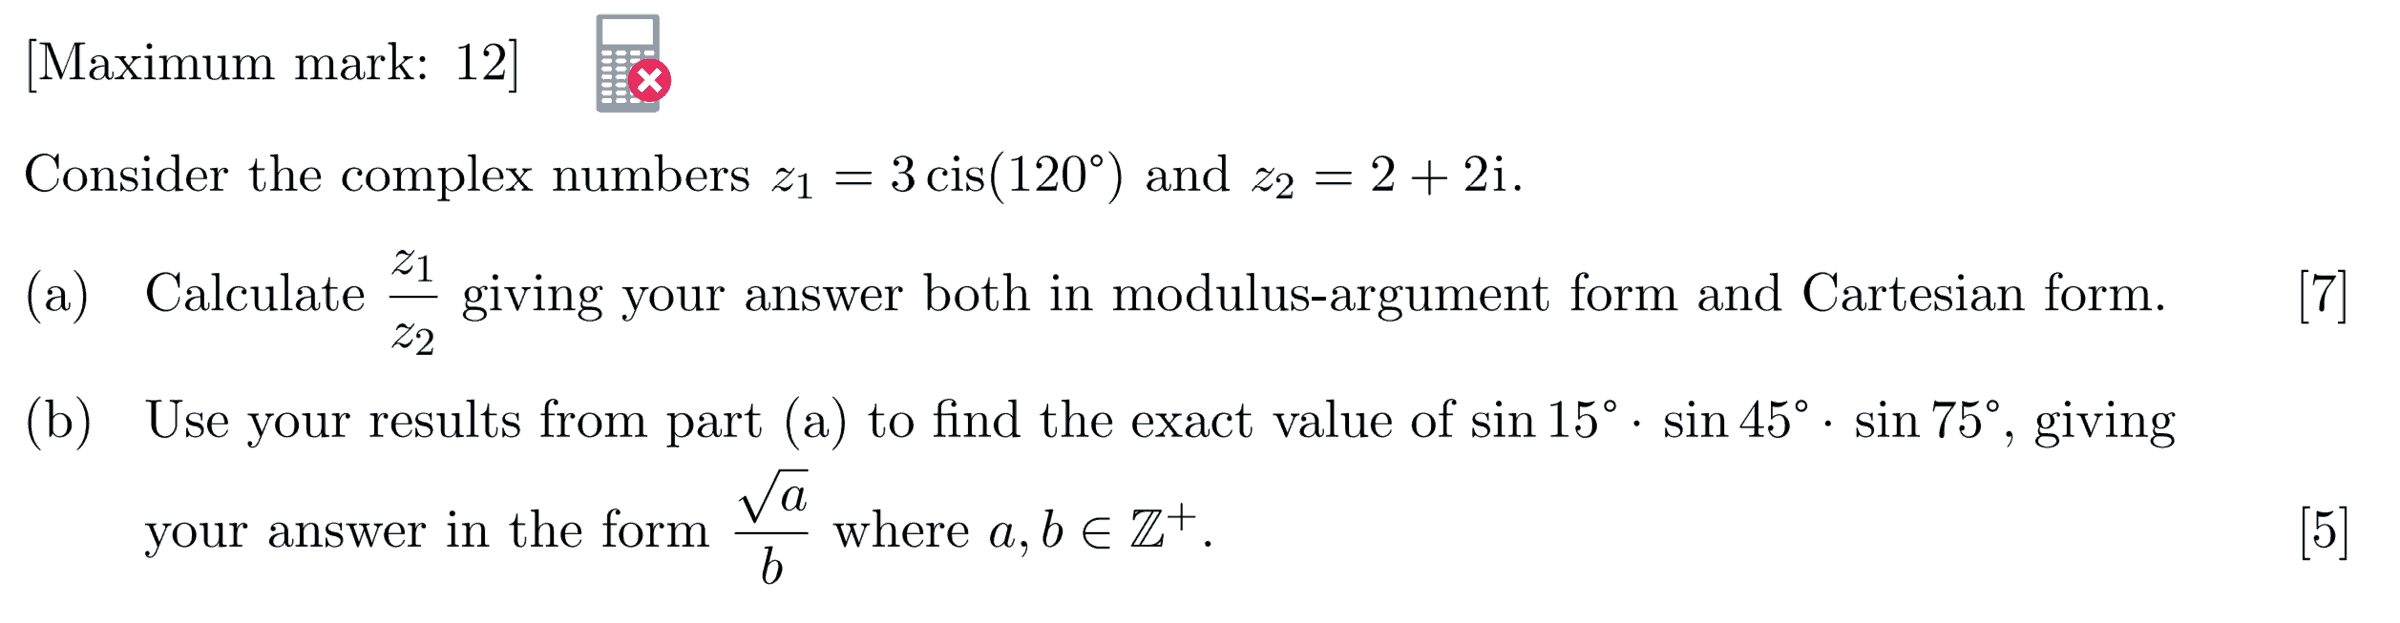 [Maximum mark: 12]
Consider the complex numbers z₁ = 3 cis(120°) and z₂ = 2 + 2i.
(a) Calculate z₁/z₂ giving your answer both in modulus-argument form and Cartesian form. [7]
(b) Use your results from part (a) to find the exact value of sin 15° · sin 45° · sin 75°, giving
your answer in the form √a/b where a, b ∈ ℤ⁺. [5]